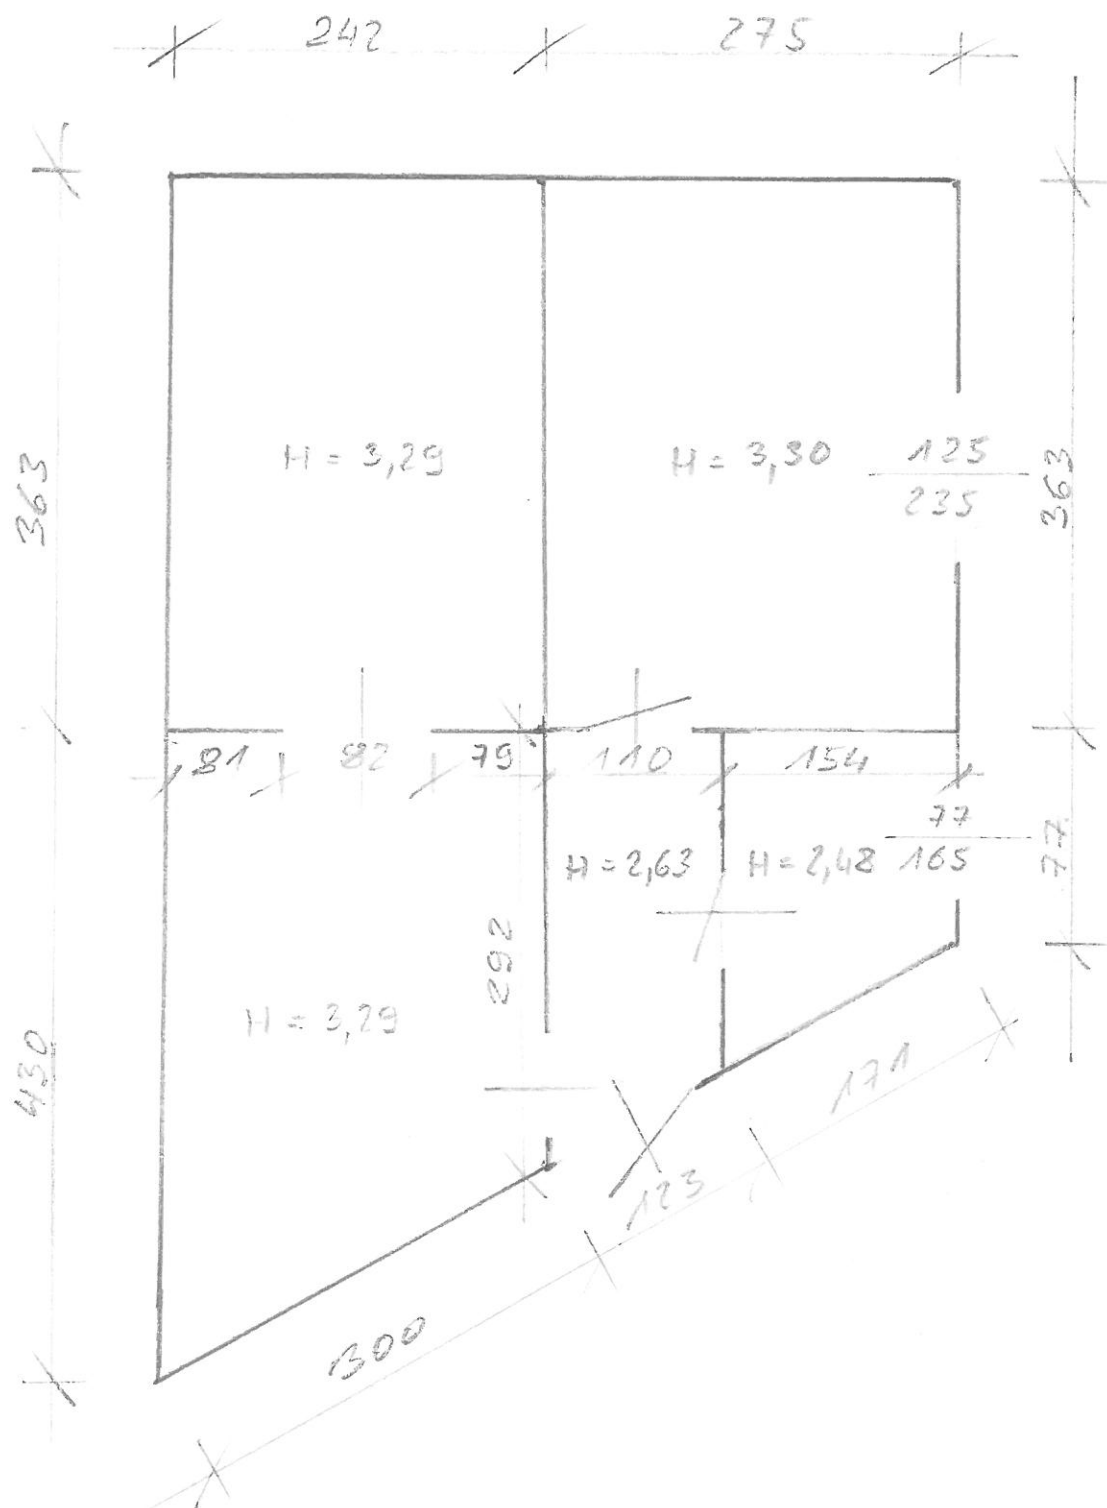 242 275
H = 3,29 H = 3,30 125
235
363 363
81 82 79 110 154
77
H=2,63 H=2,48 165
77
292
H = 3,29
430
171
123
300